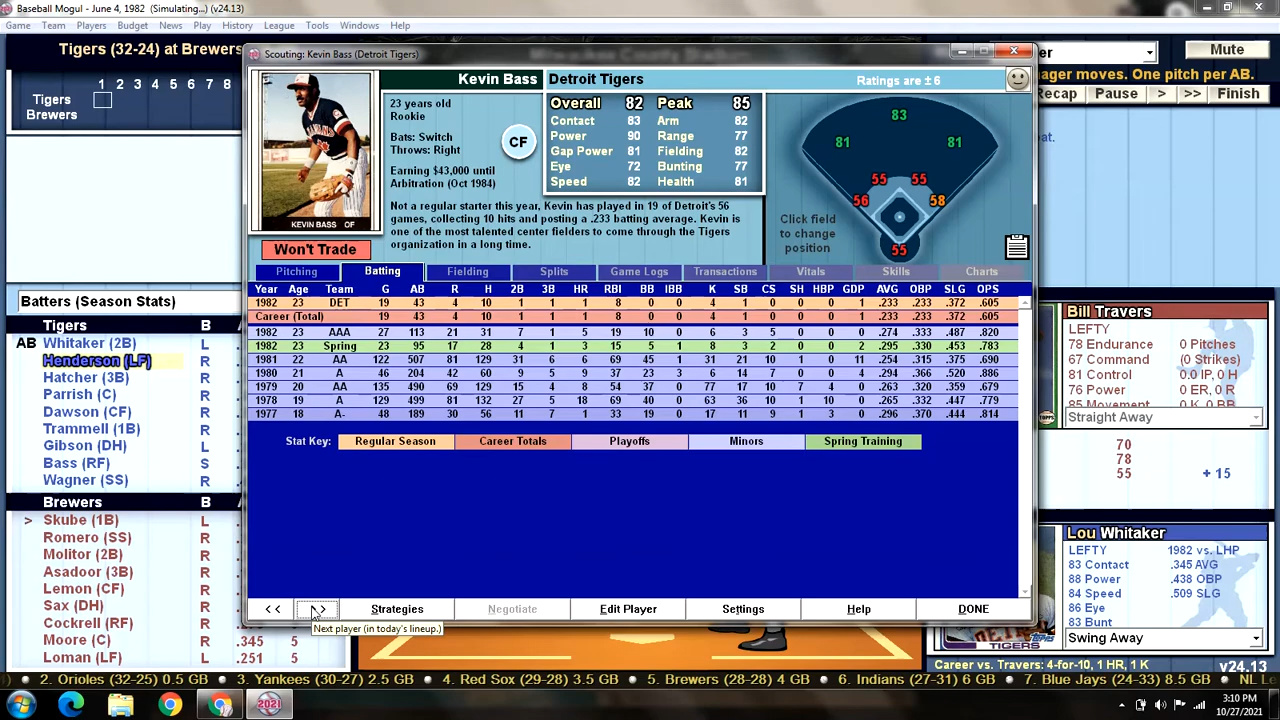 Baseball Mogul - June 4, 1982 (Simulating...) (v24.13)
Game Team Players Budget News Play History League Tools Windows Help
Tigers (32-24) at Brewers
1 2 3 4 5 6 7 8
Tigers
Brewers
Mute
ager moves. One pitch per AB.
Recap Pause > >> Finish
Scouting: Kevin Bass (Detroit Tigers)
Kevin Bass
Detroit Tigers
Ratings are ± 6
KEVIN BASS OF
23 years old
Rookie
Bats: Switch
Throws: Right
Earning $43,000 until
Arbitration (Oct 1984)
CF
Overall 82 Peak 85
Contact 83 Arm 82
Power 90 Range 77
Gap Power 81 Fielding 82
Eye 72 Bunting 77
Speed 82 Health 81
Not a regular starter this year, Kevin has played in 19 of Detroit's 56
games, collecting 10 hits and posting a .233 batting average. Kevin is
one of the most talented center fielders to come through the Tigers
organization in a long time.
83
81 81
55 55
56 58
55
Click field
to change
position
Won't Trade
Pitching Batting Fielding Splits Game Logs Transactions Vitals Skills Charts
Year Age Team G AB R H 2B 3B HR RBI BB IBB K SB CS SH HBP GDP AVG OBP SLG OPS
1982 23 DET 19 43 4 10 1 1 1 8 0 0 4 1 0 0 0 1 .233 .233 .372 .605
Career (Total) 19 43 4 10 1 1 1 8 0 0 4 1 0 0 0 1 .233 .233 .372 .605
1982 23 AAA 27 113 21 31 7 1 5 19 10 0 6 3 5 0 0 2 .274 .333 .487 .820
1982 23 Spring 23 95 17 28 4 1 3 15 5 1 8 3 2 0 0 2 .295 .330 .453 .783
1981 22 AA 122 507 81 129 31 6 6 69 45 1 31 21 10 1 0 11 .254 .315 .375 .690
1980 21 A 46 204 42 60 9 5 9 37 23 3 6 14 7 0 0 4 .294 .366 .520 .886
1979 20 AA 135 490 69 129 15 4 8 54 37 0 77 17 10 7 4 10 .263 .320 .359 .679
1978 19 A 129 499 81 132 27 5 18 69 40 0 63 36 10 1 2 10 .265 .332 .447 .779
1977 18 A- 48 189 30 56 11 7 1 33 19 0 17 11 9 1 3 0 .296 .370 .444 .814
Stat Key: Regular Season Career Totals Playoffs Minors Spring Training
<< >> Strategies Negotiate Edit Player Settings Help DONE
Next player (in today's lineup.)
Batters (Season Stats)
Tigers B
AB Whitaker (2B) L
Henderson (LF) R
Hatcher (3B) R
Parrish (C) R
Dawson (CF) R
Trammell (1B) R
Gibson (DH) L
Bass (RF) S
Wagner (SS) R
Brewers B
> Skube (1B) L
Romero (SS) R
Molitor (2B) R
Asadoor (3B) R
Lemon (CF) R
Sax (DH) R
Cockrell (RF) R
Moore (C) R .345 5
Loman (LF) L .251 5
Bill Travers
LEFTY
78 Endurance 0 Pitches
67 Command (0 Strikes)
81 Control 0.0 IP, 0 H
76 Power 0 ER, 0 R
85 Movement 0 K, 0 BB
Straight Away
70
78
55 + 15
Lou Whitaker
LEFTY 1982 vs. LHP
83 Contact .345 AVG
88 Power .438 OBP
84 Speed .509 SLG
86 Eye
83 Bunt
Swing Away
TIGERS
Career vs. Travers: 4-for-10, 1 HR, 1 K
v24.13
2. Orioles (32-25) 0.5 GB 3. Yankees (30-27) 2.5 GB 4. Red Sox (29-28) 3.5 GB 5. Brewers (28-28) 4 GB 6. Indians (27-31) 6 GB 7. Blue Jays (24-33) 8.5 GB NL
2021
3:10 PM
10/27/2021